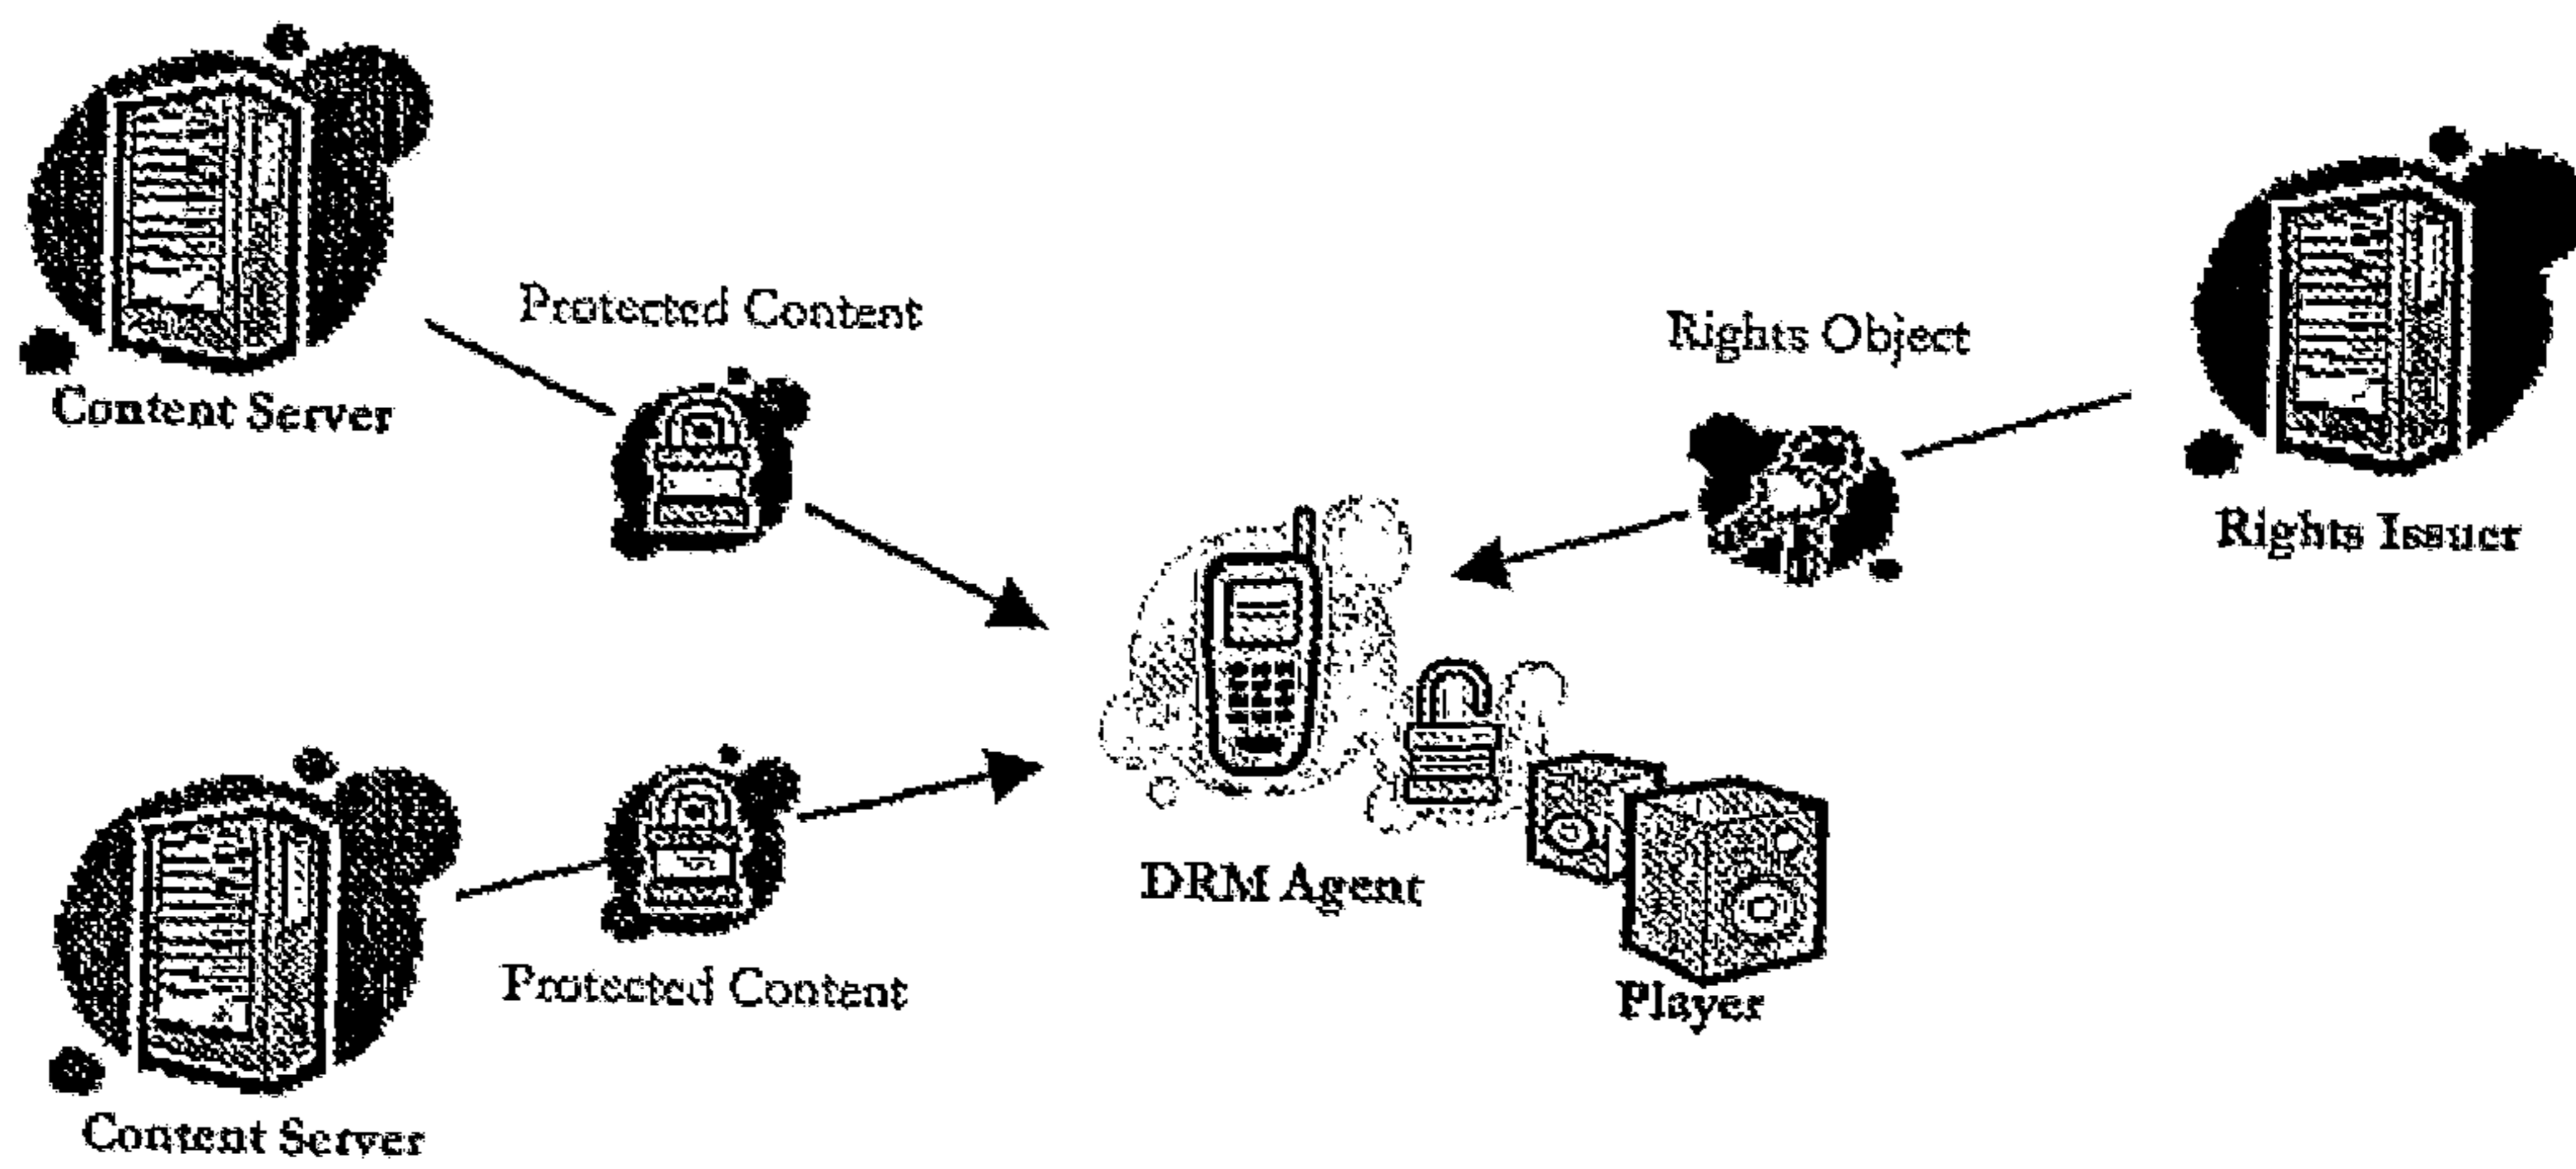 Protected Content
Rights Object
Content Server
Rights Issuer
DRM Agent
Protected Content
Player
Content Server